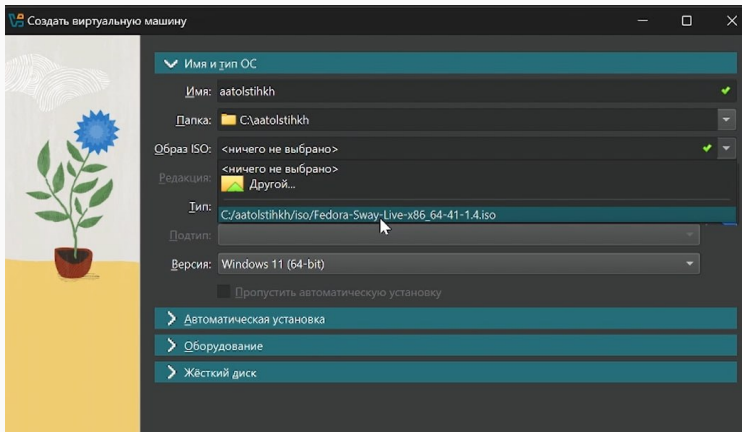 Создать виртуальную машину
Имя и тип ОС
Имя: aatolstihkh
Папка: C:\aatolstihkh
Образ ISO: <ничего не выбрано>
<ничего не выбрано>
Редакция:
Другой...
Тип:
C:/aatolstihkh/iso/Fedora-Sway-Live-x86_64-41-1.4.iso
Подтип:
Версия: Windows 11 (64-bit)
Пропустить автоматическую установку
Автоматическая установка
Оборудование
Жёсткий диск